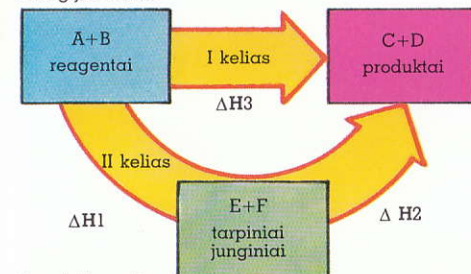 A+B
reagentai
I kelias
C+D
produktai
ΔH3
II kelias
ΔH1
E+F
tarpiniai
junginiai
Δ H2